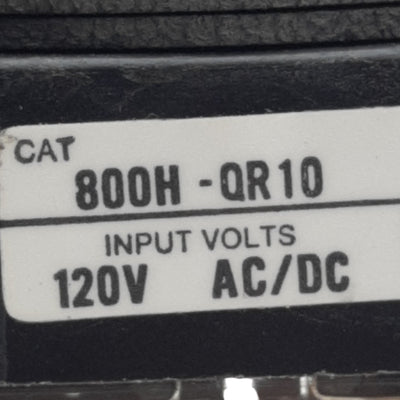 CAT
800H -QR10
INPUT VOLTS
120V AC/DC